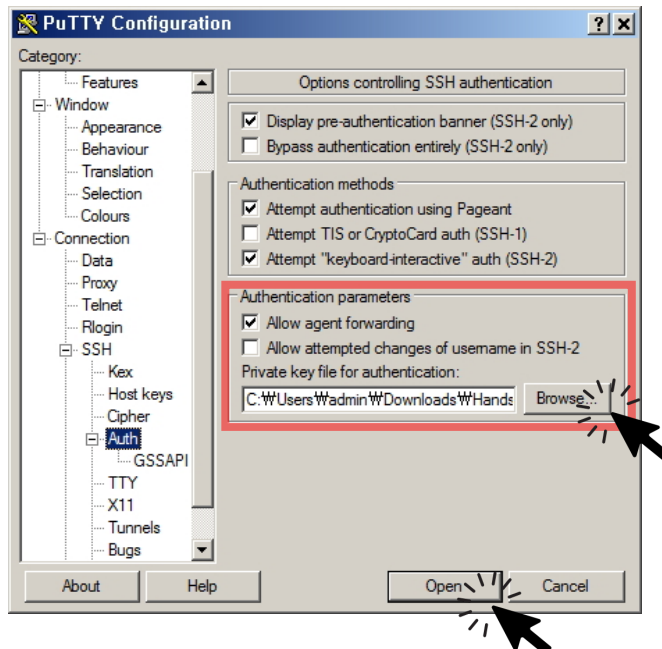 PuTTY Configuration
Category:
Features
Window
Appearance
Behaviour
Translation
Selection
Colours
Connection
Data
Proxy
Telnet
Rlogin
SSH
Kex
Host keys
Cipher
Auth
GSSAPI
TTY
X11
Tunnels
Bugs
Options controlling SSH authentication
Display pre-authentication banner (SSH-2 only)
Bypass authentication entirely (SSH-2 only)
Authentication methods
Attempt authentication using Pageant
Attempt TIS or CryptoCard auth (SSH-1)
Attempt "keyboard-interactive" auth (SSH-2)
Authentication parameters
Allow agent forwarding
Allow attempted changes of username in SSH-2
Private key file for authentication:
C:₩Users₩admin₩Downloads₩Hands Browse...
About Help Open Cancel